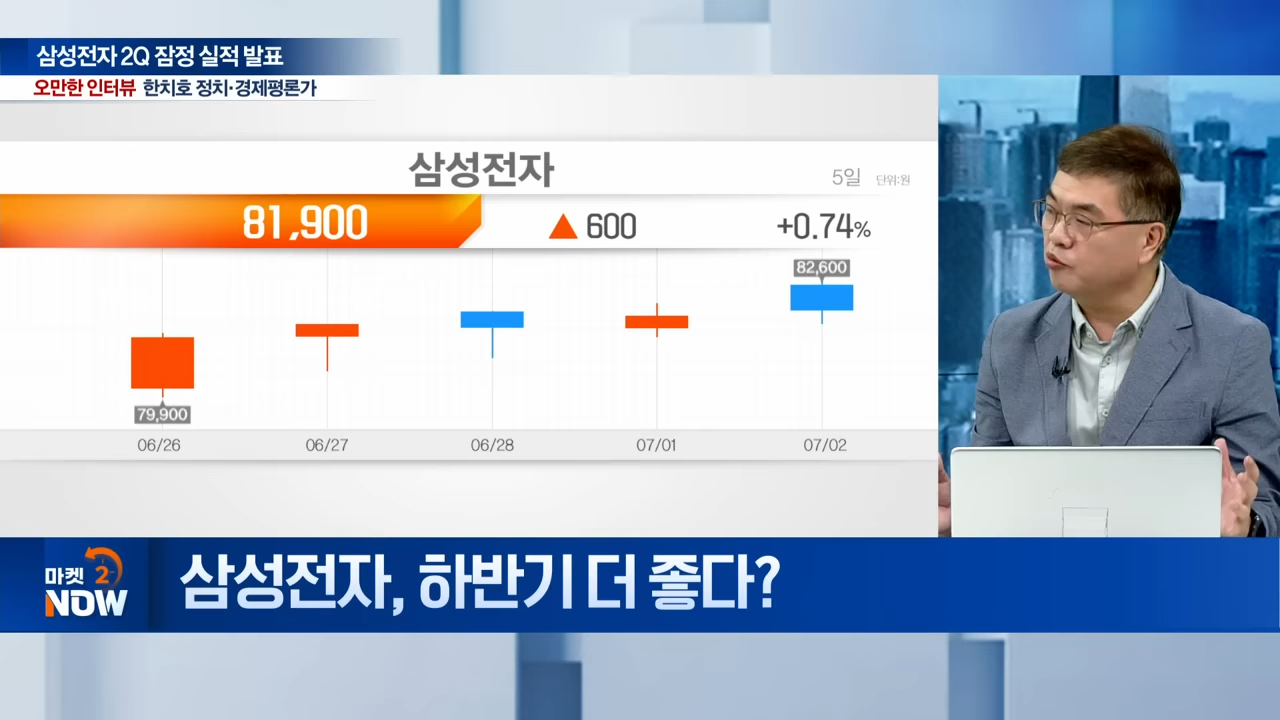 삼성전자 2Q 잠정 실적 발표
오만한 인터뷰 한치호 정치·경제평론가
삼성전자
5일 단위:원
81,900 ▲ 600 +0.74%
82,600
79,900
06/26 06/27 06/28 07/01 07/02
마켓 2
NOW
삼성전자, 하반기 더 좋다?